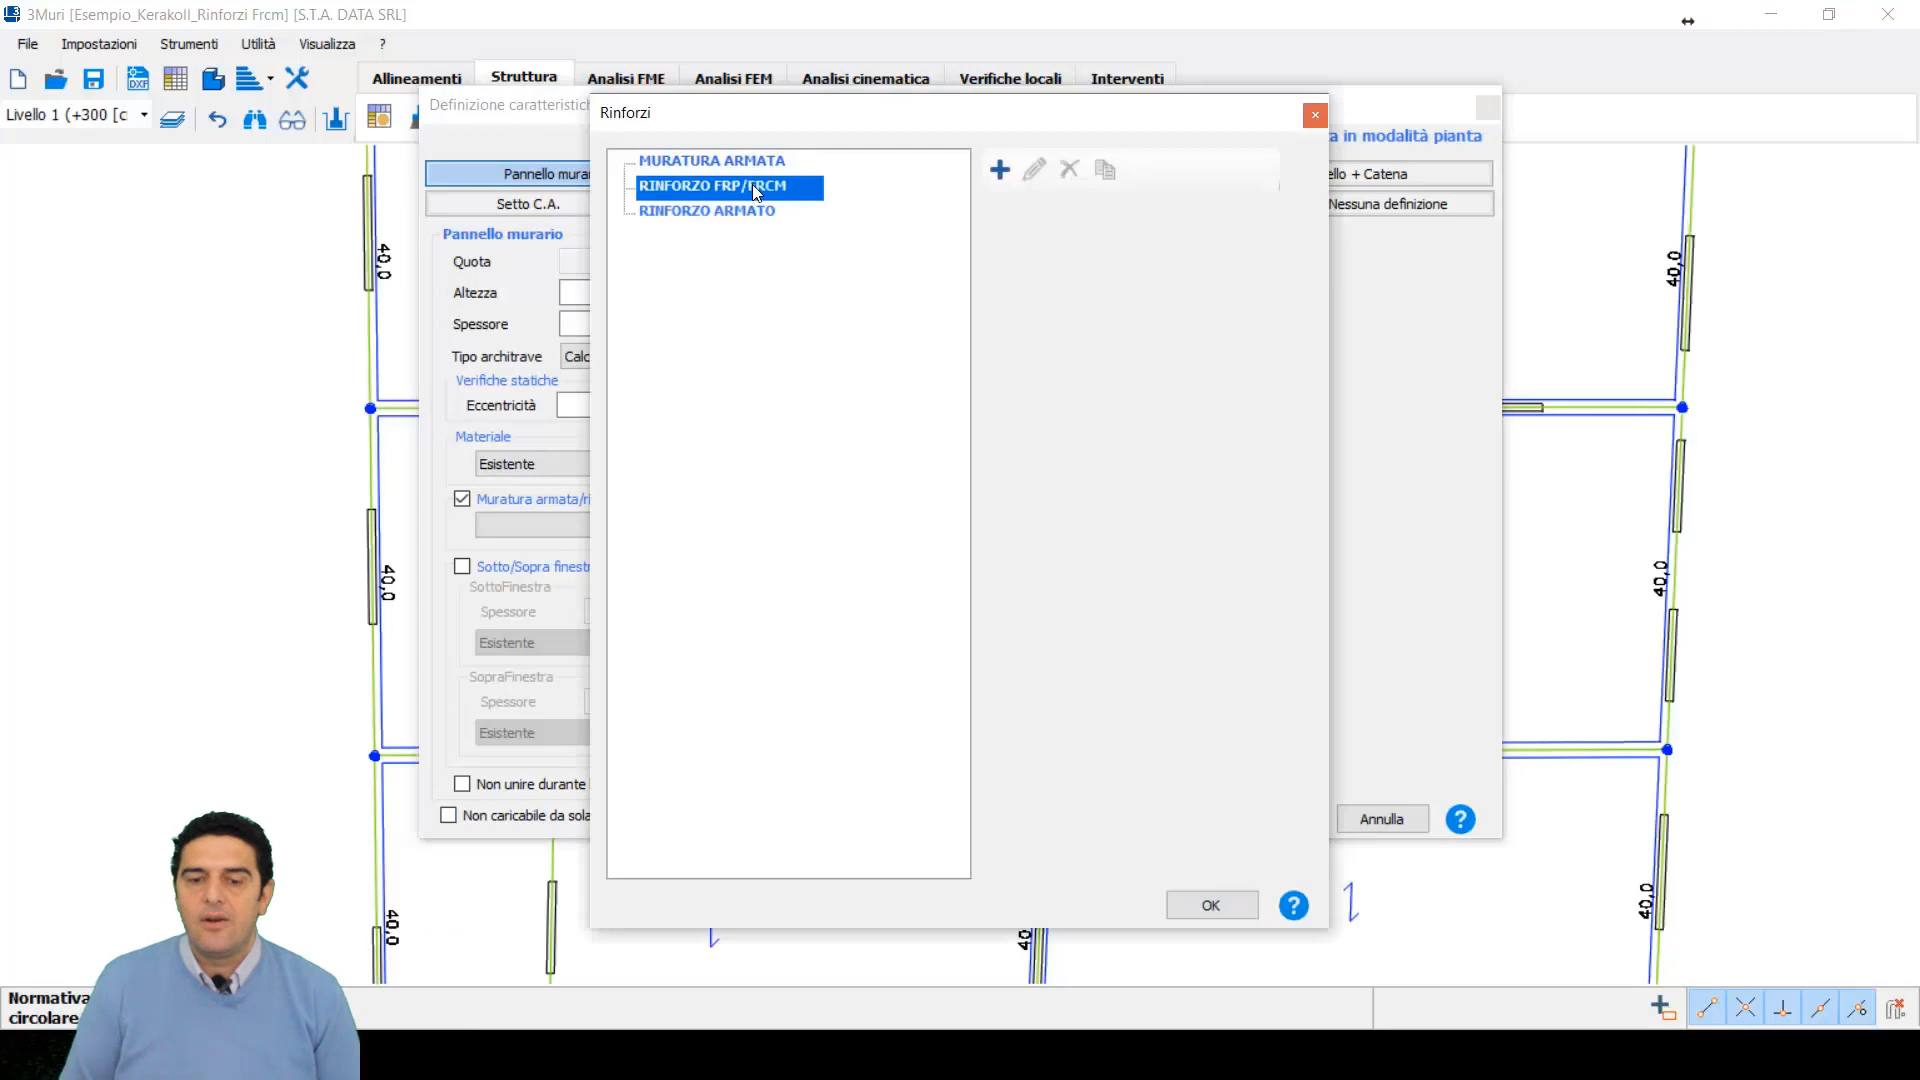 3Muri [Esempio_Kerakoll_Rinforzi Frcm] [S.T.A. DATA SRL]
File Impostazioni Strumenti Utilità Visualizza ?
DXF
Allineamenti Struttura Analisi FME Analisi FEM Analisi cinematica Verifiche locali Interventi
Livello 1 (+300 [c
Definizione caratteristich
Rinforzi
a in modalità pianta
Pannello murar
ello + Catena
Setto C.A.
Nessuna definizione
Pannello murario
Quota
Altezza
Spessore
Tipo architrave Calc
Verifiche statiche
Eccentricità
Materiale
Esistente
Muratura armata/ri
Sotto/Sopra finestr
SottoFinestra
Spessore
Esistente
SopraFinestra
Spessore
Esistente
Non unire durante
Non caricabile da sola
MURATURA ARMATA
RINFORZO FRP/FRCM
RINFORZO ARMATO
OK ?
Annulla ?
40,0
40,0
40,0
40,0
40,0
40,0
40
Normativa
circolare